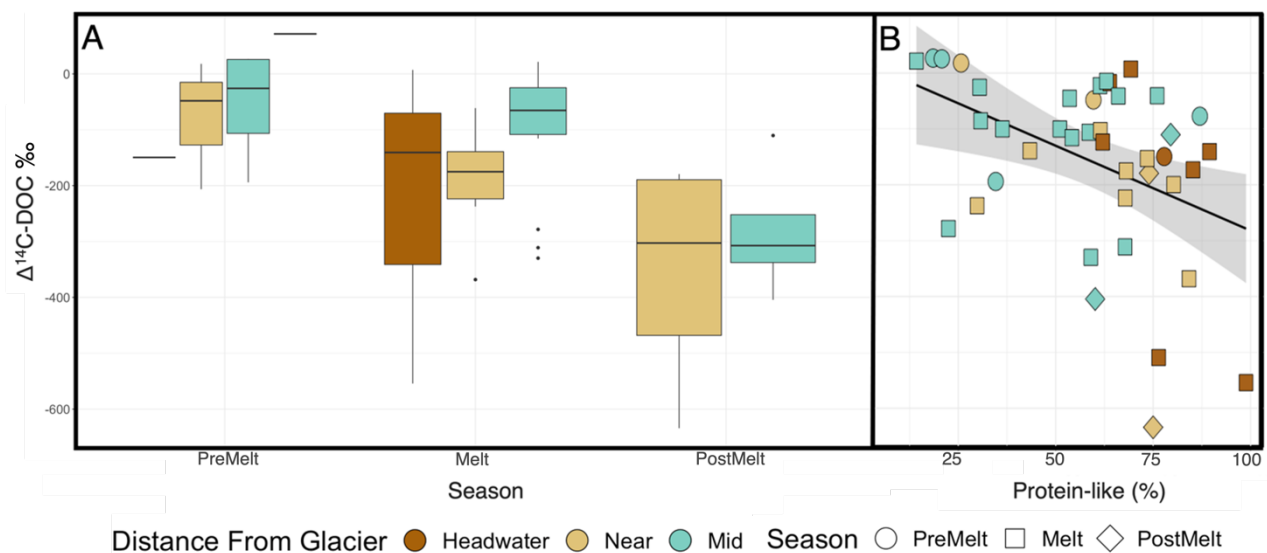 A
B
Δ¹⁴C-DOC ‰
0
-200
-400
-600
PreMelt
Melt
PostMelt
Season
25
50
75
100
Protein-like (%)
Distance From Glacier Headwater Near Mid Season PreMelt Melt PostMelt